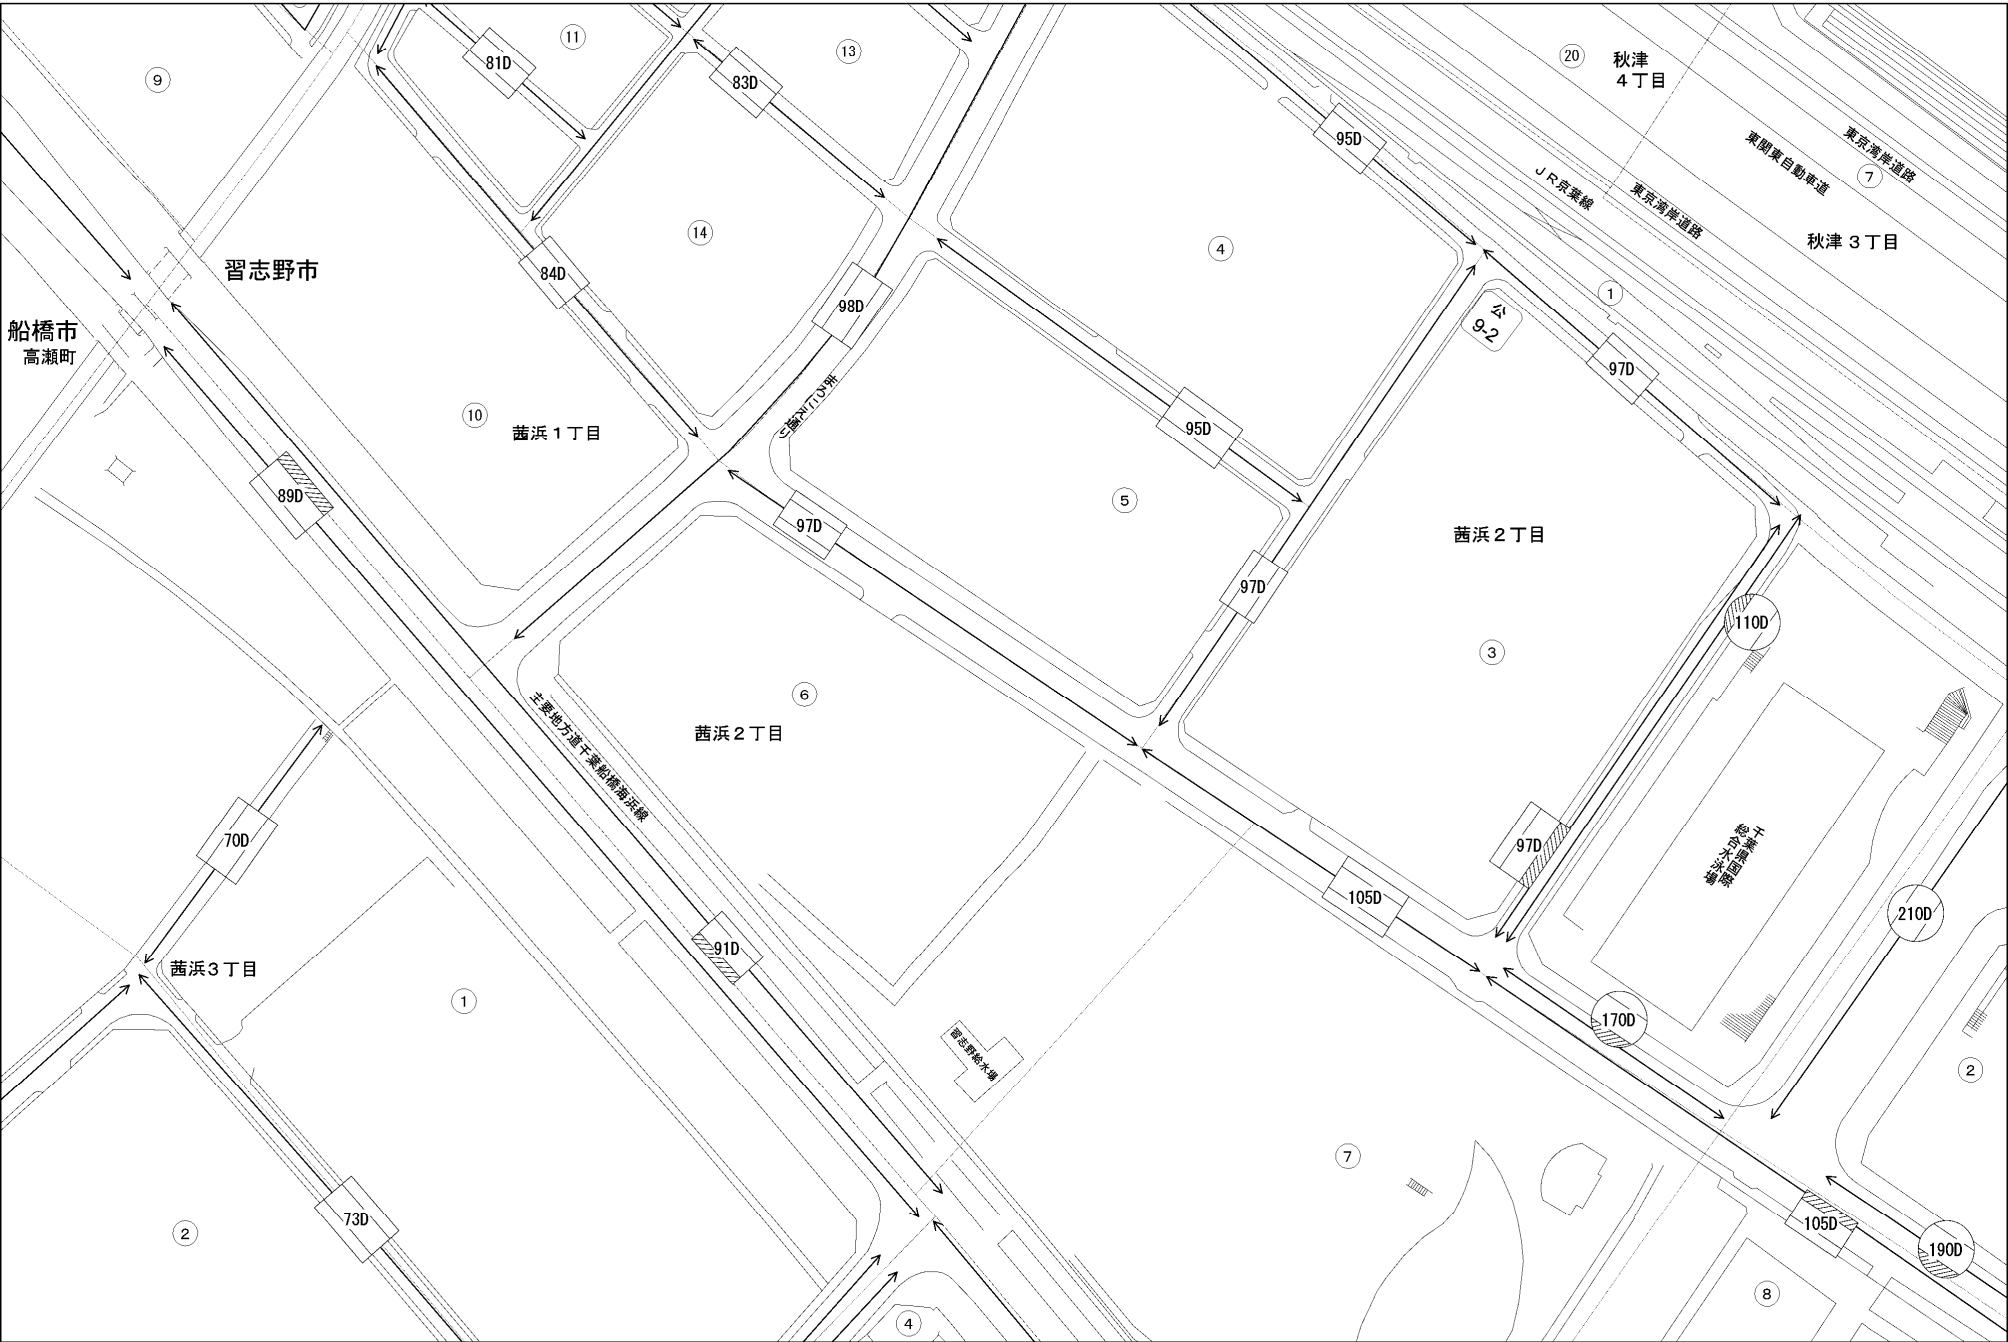 ⑪
⑬
⑳
秋津
4丁目
⑨
81D
83D
95D
東京湾岸道路
東関東自動車道
⑦
JR京葉線
東京湾岸道路
秋津3丁目
⑭
④
習志野市
84D
98D
①
公
9-2
船橋市
高瀬町
97D
まろにえ通り
⑩
茜浜1丁目
95D
89D
⑤
97D
茜浜2丁目
97D
110D
③
⑥
主要地方道千葉船橋海浜線
茜浜2丁目
70D
97D
千葉県国際
総合水泳場
105D
210D
91D
茜浜3丁目
①
170D
習志野給水場
②
⑦
73D
②
105D
190D
⑧
④